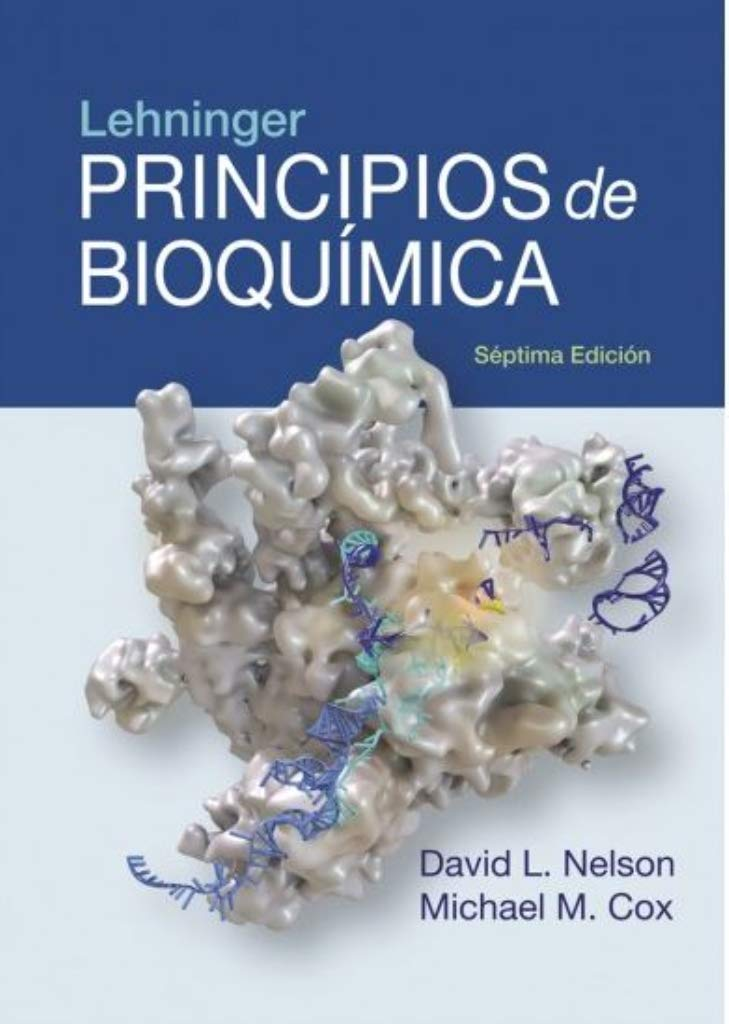 Lehninger
PRINCIPIOS de
BIOQUÍMICA
Séptima Edición
David L. Nelson
Michael M. Cox